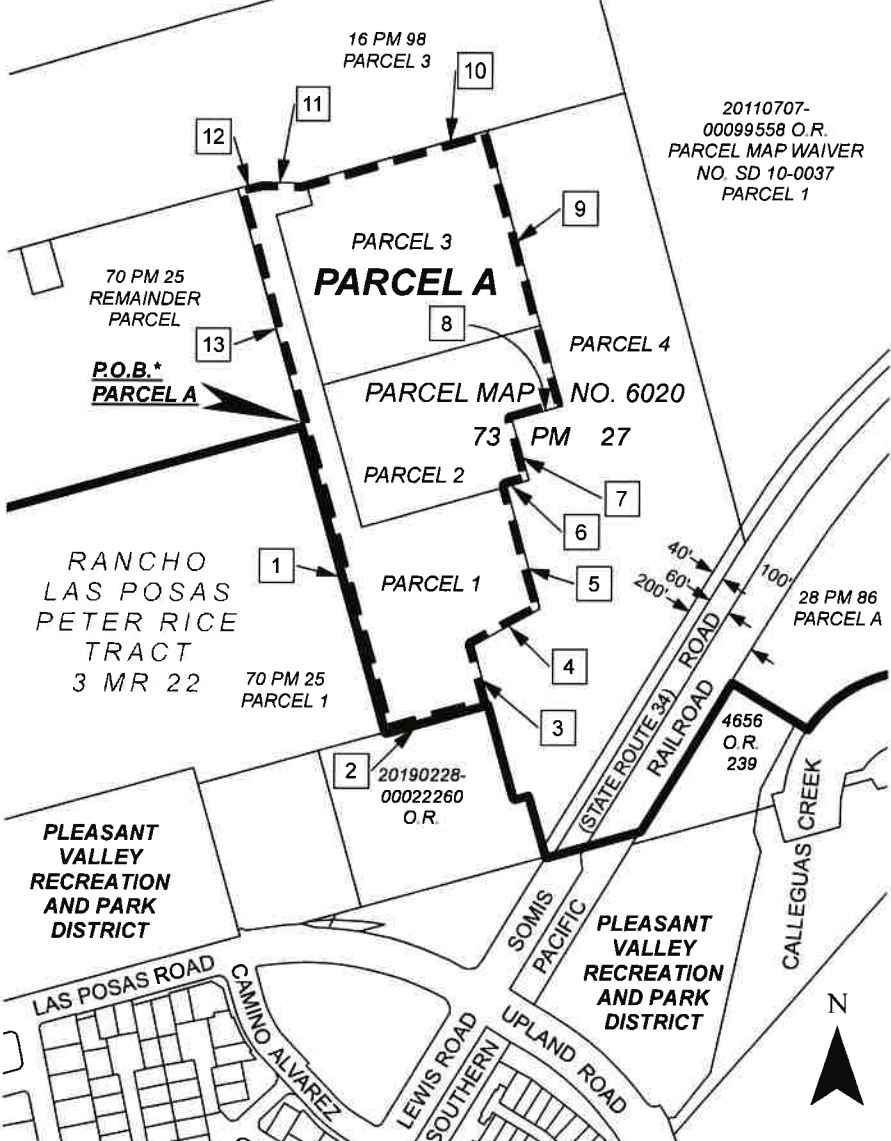 16 PM 98
PARCEL 3
10
11
12
20110707-
00099558 O.R.
PARCEL MAP WAIVER
NO. SD 10-0037
PARCEL 1
9
PARCEL 3
PARCEL A
70 PM 25
REMAINDER
PARCEL
8
13
PARCEL 4
P.O.B.*
PARCEL A
PARCEL MAP NO. 6020
73 PM 27
PARCEL 2
7
6
RANCHO
LAS POSAS
PETER RICE
TRACT
3 MR 22
1
PARCEL 1
5
40'
60'
200'
100'
28 PM 86
PARCEL A
4
70 PM 25
PARCEL 1
3
2
20190228-
00022260
O.R.
SOMIS ROAD
(STATE ROUTE 34)
SOUTHERN PACIFIC RAILROAD
4656
O.R.
239
CALLEGUAS CREEK
PLEASANT
VALLEY
RECREATION
AND PARK
DISTRICT
PLEASANT
VALLEY
RECREATION
AND PARK
DISTRICT
LAS POSAS ROAD
CAMINO ALVAREZ
LEWIS ROAD
UPLAND ROAD
N